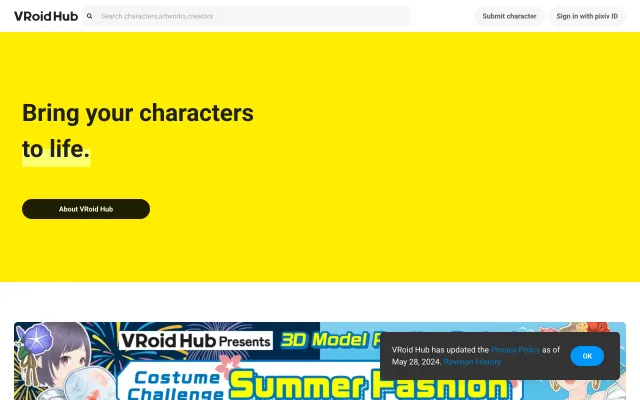 VRoid Hub
Search characters,artworks,creators
Submit character
Sign in with pixiv ID
Bring your characters
to life.
About VRoid Hub
VRoid Hub Presents
3D Model
Costume
Challenge
Summer Fashion
VRoid Hub has updated the Privacy Policy as of
May 28, 2024. Revision History
OK